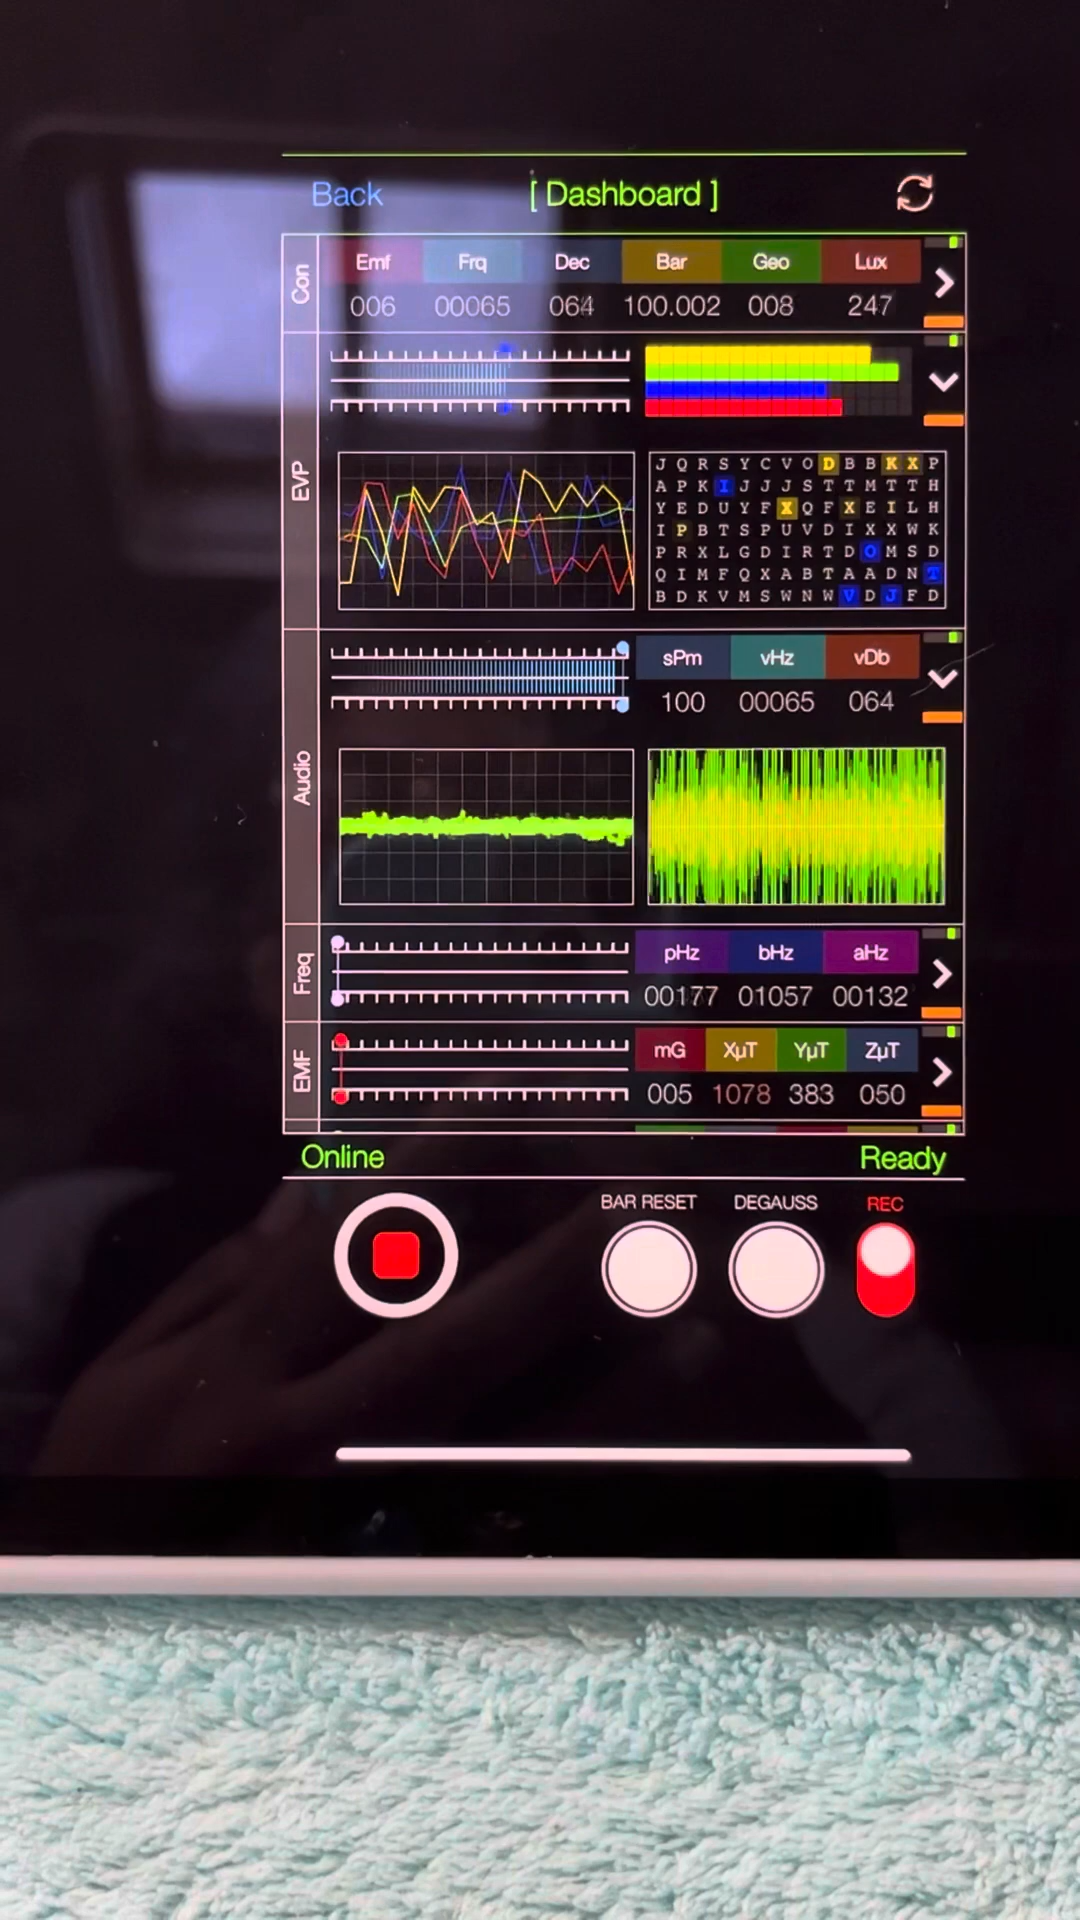 Back [ Dashboard ]
Con Emf Frq Dec Bar Geo Lux
006 00065 064 100.002 008 247
EVP
J Q R S Y C V O D B B K X P
A P K I J J J S T T M T T H
Y E D U Y F X Q F X E I L H
I P B T S P U V D I X X W K
P R X L G D I R T D O M S D
Q I M F Q X A B T A A D N T
B D K V M S W N W V D J F D
Audio sPm vHz vDb
100 00065 064
Freq pHz bHz aHz
00177 01057 00132
EMF mG XµT YµT ZµT
005 1078 383 050
Online Ready
BAR RESET DEGAUSS REC